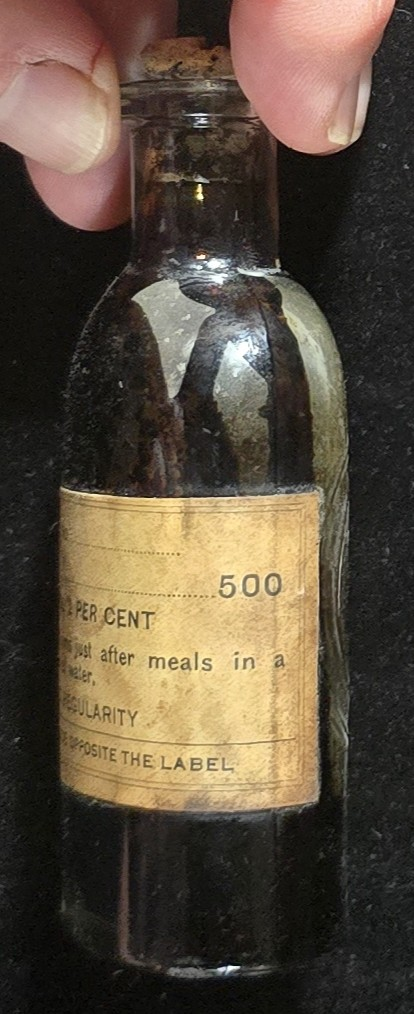 500
PER CENT
just after meals in a
water,
REGULARITY
OPPOSITE THE LABEL